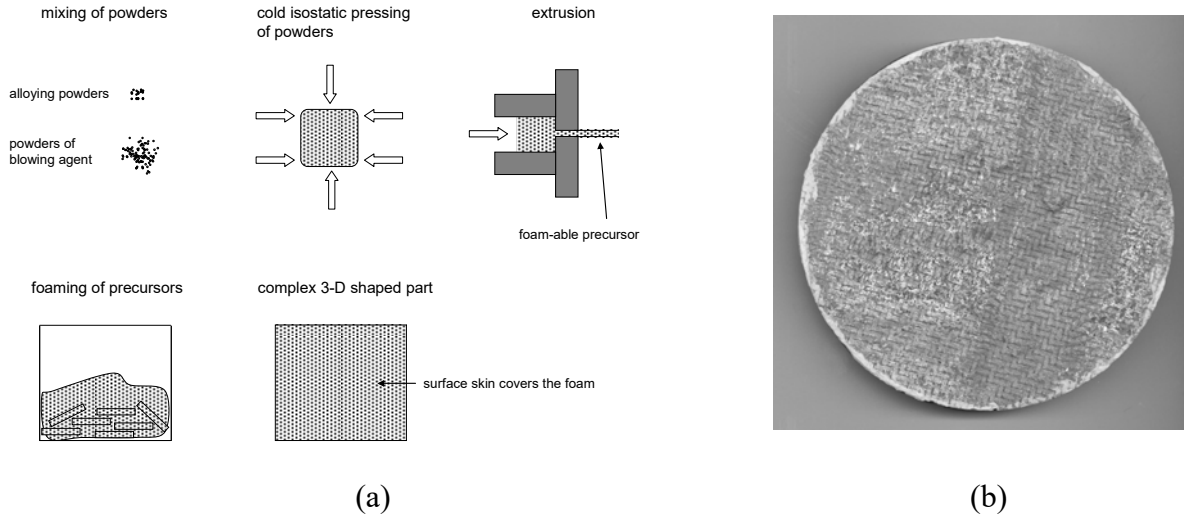 mixing of powders
cold isostatic pressing
of powders
extrusion
alloying powders
powders of
blowing agent
foam-able precursor
foaming of precursors
complex 3-D shaped part
surface skin covers the foam
(a)
(b)